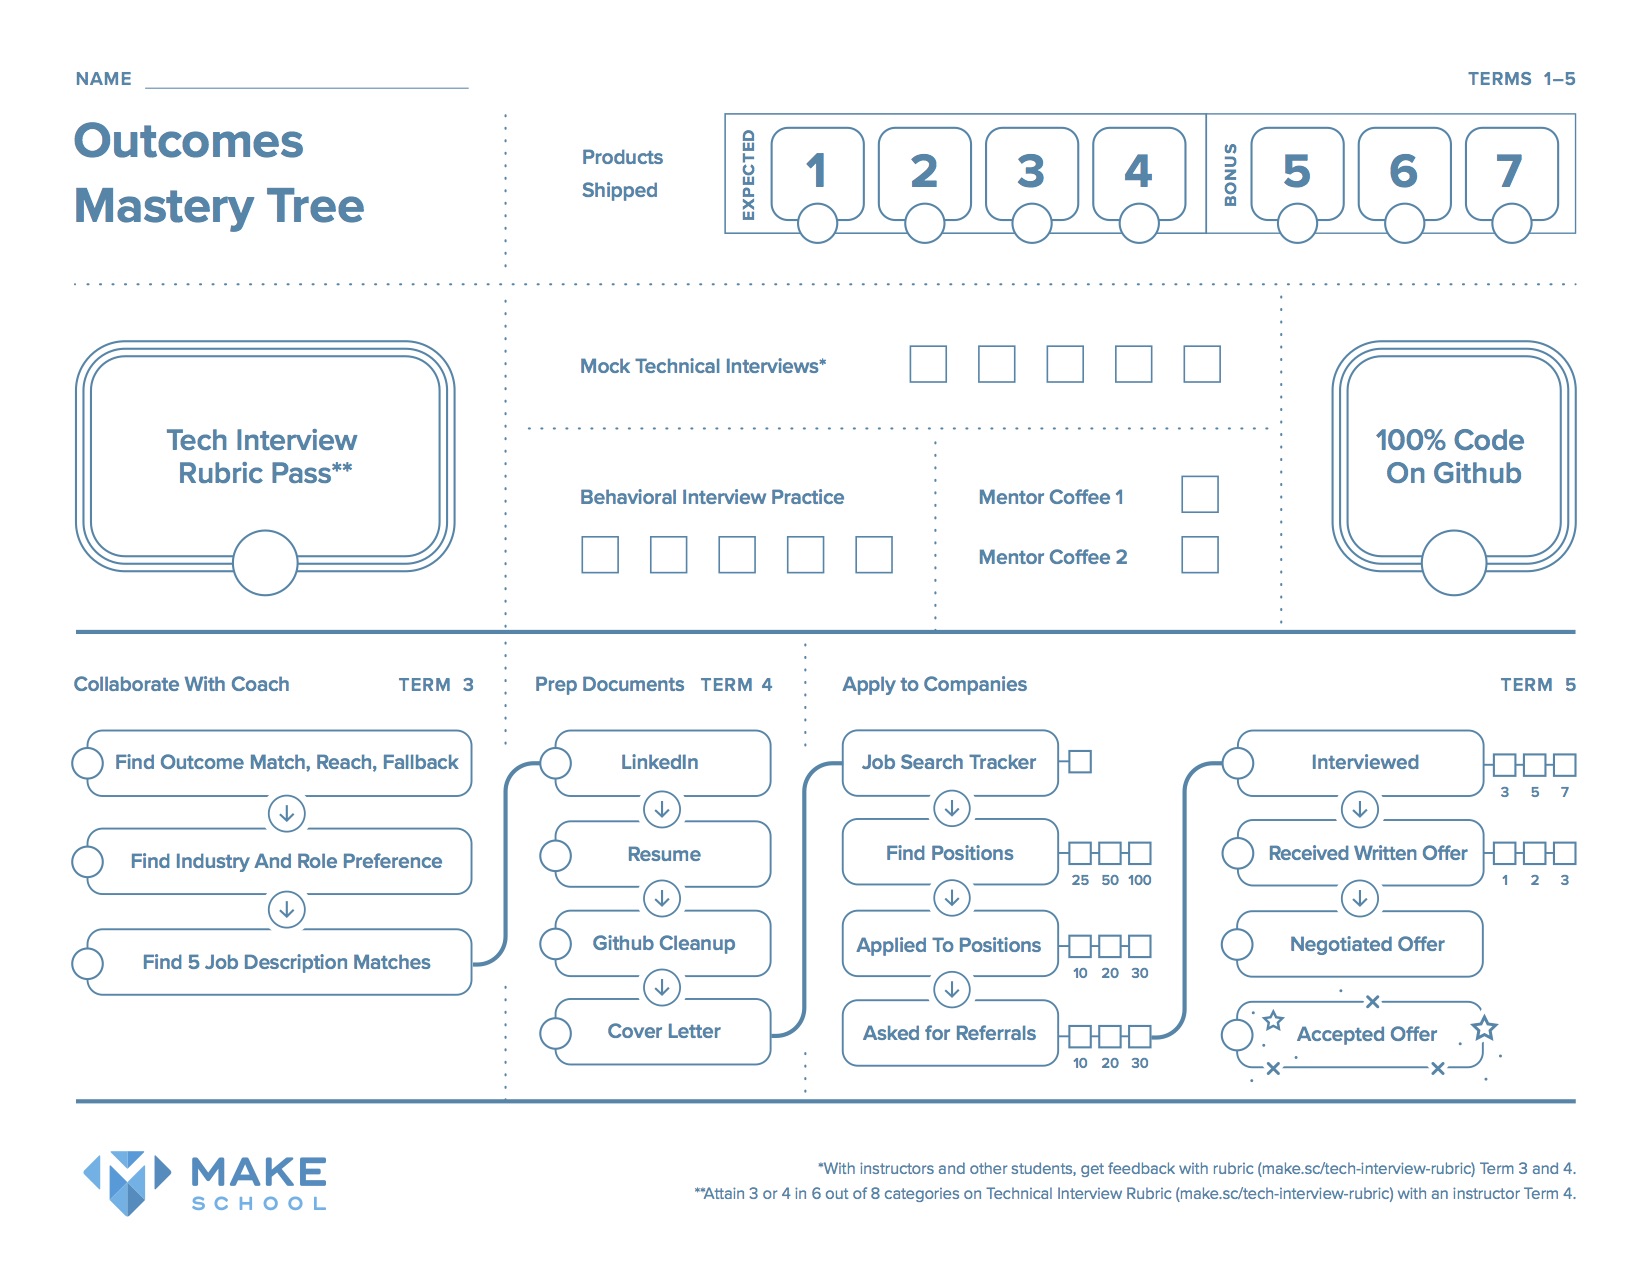 NAME
TERMS 1–5
Outcomes
Mastery Tree
Products
Shipped
EXPECTED
1
2
3
4
BONUS
5
6
7
Tech Interview
Rubric Pass**
Mock Technical Interviews*
Behavioral Interview Practice
Mentor Coffee 1
Mentor Coffee 2
100% Code
On Github
Collaborate With Coach
TERM 3
Find Outcome Match, Reach, Fallback
Find Industry And Role Preference
Find 5 Job Description Matches
Prep Documents
TERM 4
LinkedIn
Resume
Github Cleanup
Cover Letter
Apply to Companies
TERM 5
Job Search Tracker
Find Positions
25 50 100
Applied To Positions
10 20 30
Asked for Referrals
10 20 30
Interviewed
3 5 7
Received Written Offer
1 2 3
Negotiated Offer
Accepted Offer
MAKE
SCHOOL
*With instructors and other students, get feedback with rubric (make.sc/tech-interview-rubric) Term 3 and 4.
**Attain 3 or 4 in 6 out of 8 categories on Technical Interview Rubric (make.sc/tech-interview-rubric) with an instructor Term 4.